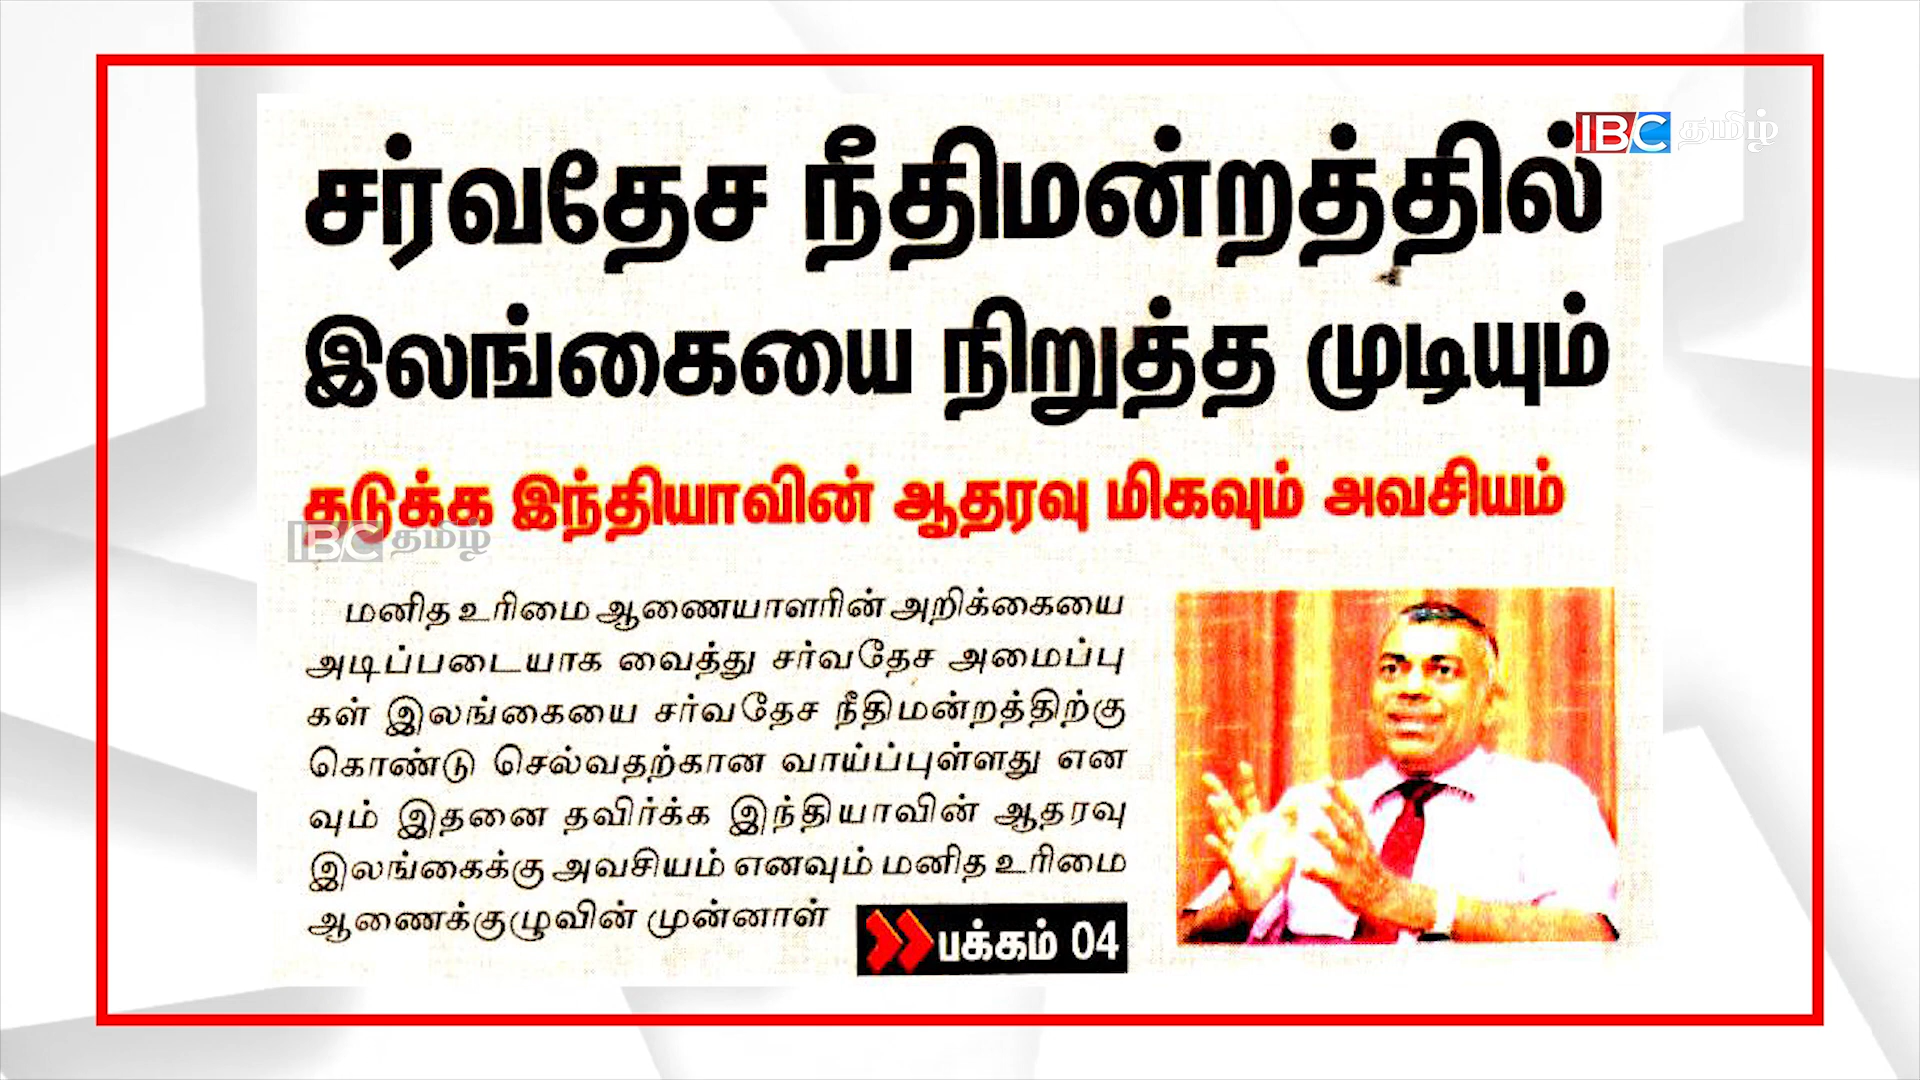 IBC தமிழ்
சர்வதேச நீதிமன்றத்தில்
இலங்கையை நிறுத்த முடியும்
தடுக்க இந்தியாவின் ஆதரவு மிகவும் அவசியம்
IBC தமிழ்
மனித உரிமை ஆணையாளரின் அறிக்கையை
அடிப்படையாக வைத்து சர்வதேச அமைப்பு
கள் இலங்கையை சர்வதேச நீதிமன்றத்திற்கு
கொண்டு செல்வதற்கான வாய்ப்புள்ளது என
வும் இதனை தவிர்க்க இந்தியாவின் ஆதரவு
இலங்கைக்கு அவசியம் எனவும் மனித உரிமை
ஆணைக்குழுவின் முன்னாள்
பக்கம் 04